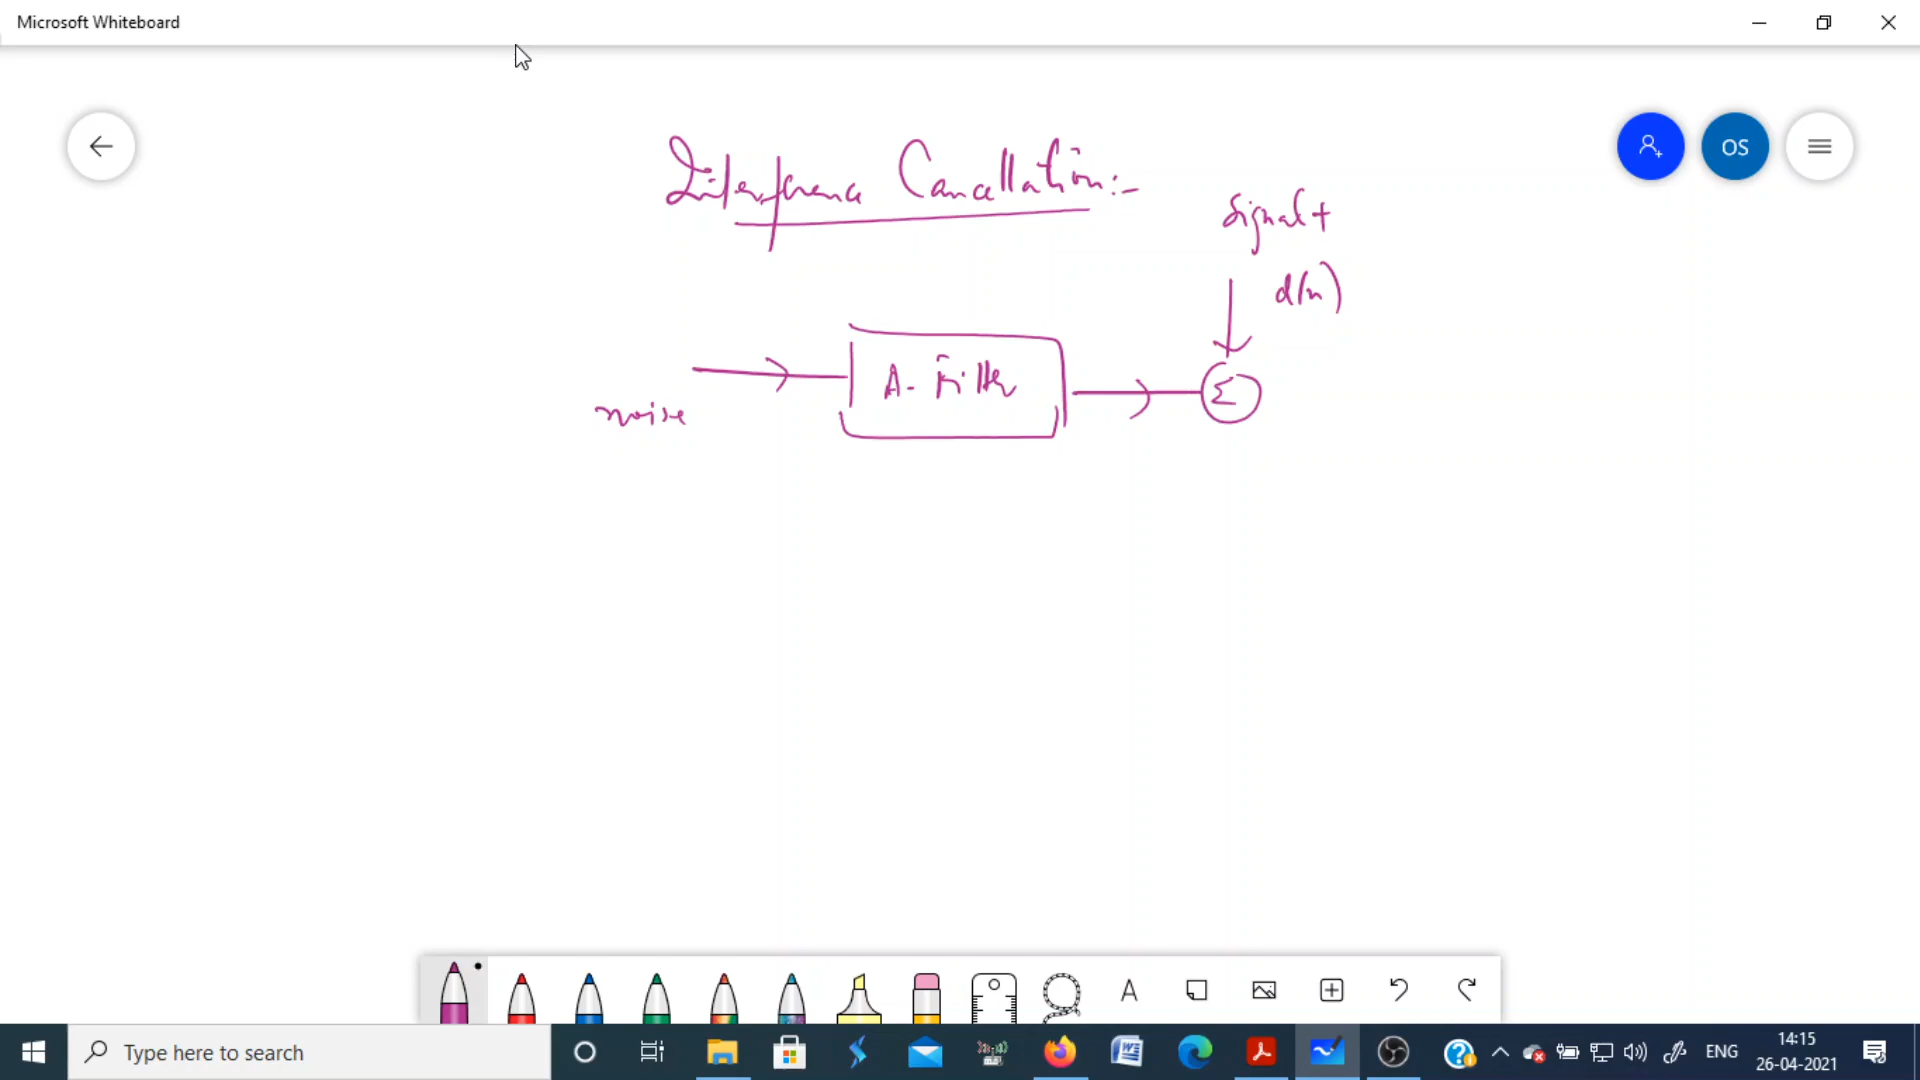 Microsoft Whiteboard
OS
Interference Cancellation:-
Signal +
d(n)
A- Filter
Σ
noise
A
Type here to search
ENG
14:15
26-04-2021